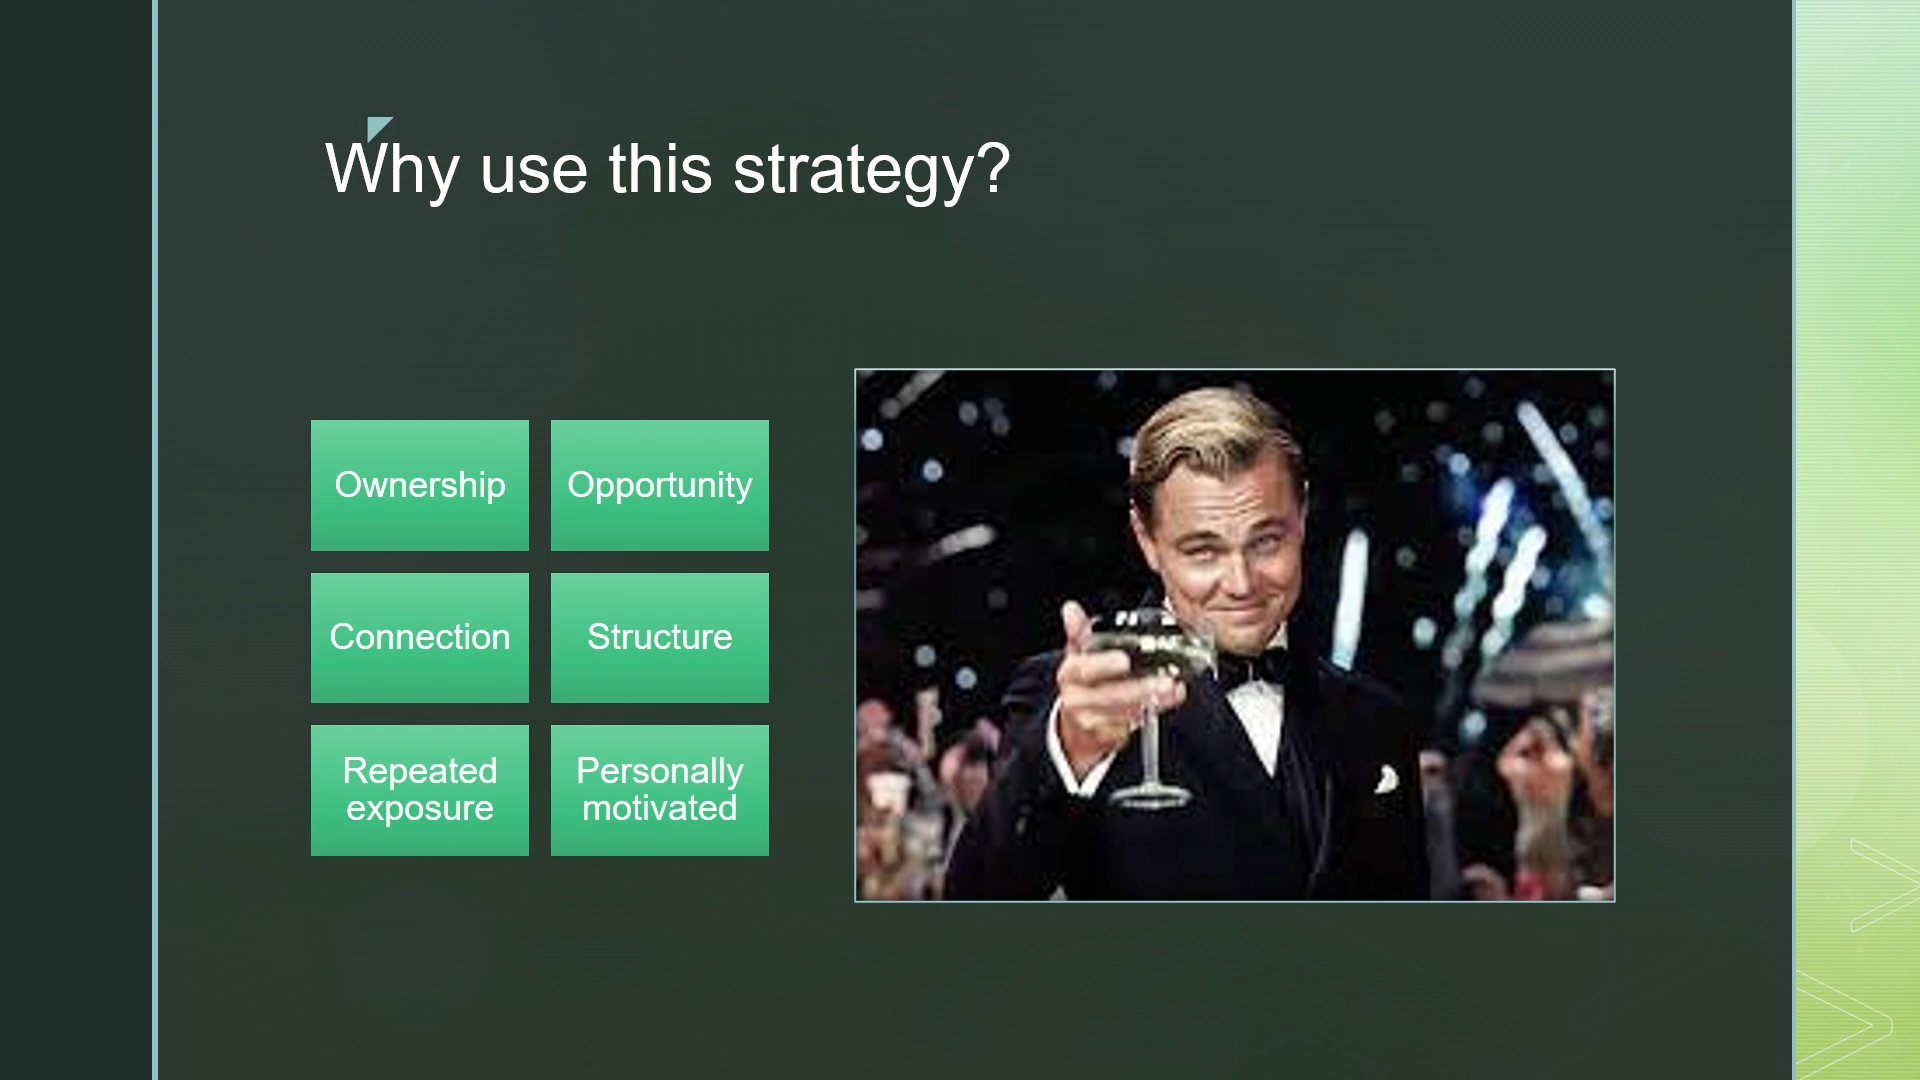 Why use this strategy?
Ownership
Opportunity
Connection
Structure
Repeated
exposure
Personally
motivated